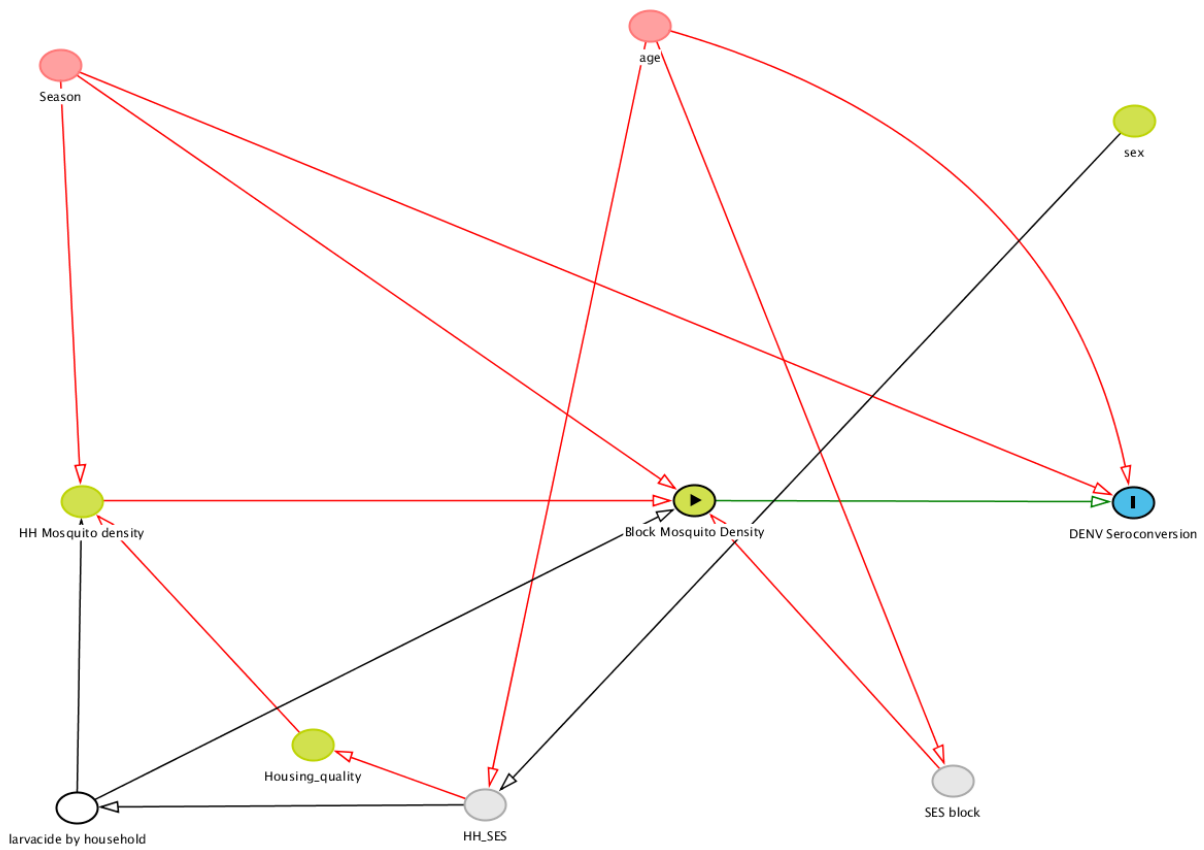 age
Season
sex
HH Mosquito density
Block Mosquito Density
DENV Seroconversion
Housing_quality
SES block
larvacide by household
HH_SES